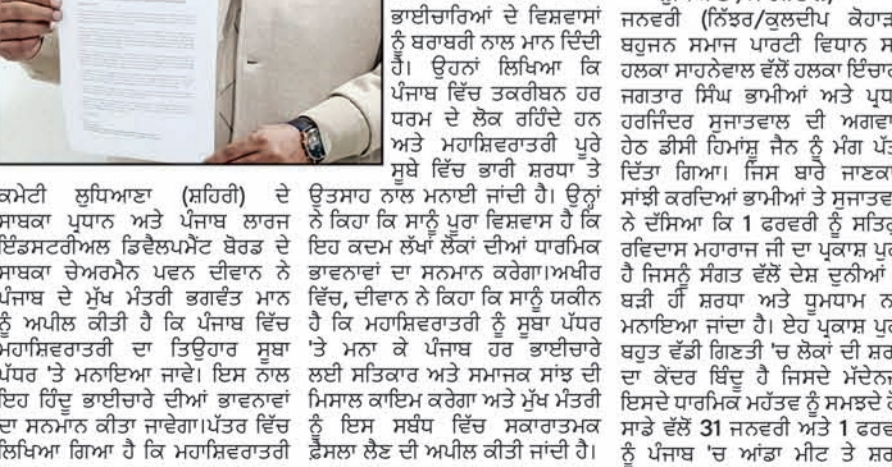 ਕਮੇਟੀ ਲੁਧਿਆਣਾ (ਸ਼ਹਿਰੀ) ਦੇ
ਸਾਬਕਾ ਪ੍ਰਧਾਨ ਅਤੇ ਪੰਜਾਬ ਲਾਰਜ
ਇੰਡਸਟਰੀਅਲ ਡਿਵੈਲਪਮੈਂਟ ਬੋਰਡ ਦੇ
ਸਾਬਕਾ ਚੇਅਰਮੈਨ ਪਵਨ ਦੀਵਾਨ ਨੇ
ਪੰਜਾਬ ਦੇ ਮੁੱਖ ਮੰਤਰੀ ਭਗਵੰਤ ਮਾਨ
ਨੂੰ ਅਪੀਲ ਕੀਤੀ ਹੈ ਕਿ ਪੰਜਾਬ ਵਿੱਚ
ਮਹਾਸ਼ਿਵਰਾਤਰੀ ਦਾ ਤਿਉਹਾਰ ਸੂਬਾ
ਪੱਧਰ 'ਤੇ ਮਨਾਇਆ ਜਾਵੇ। ਇਸ ਨਾਲ
ਇਹ ਹਿੰਦੂ ਭਾਈਚਾਰੇ ਦੀਆਂ ਭਾਵਨਾਵਾਂ
ਦਾ ਸਨਮਾਨ ਕੀਤਾ ਜਾਵੇਗਾ।ਪੱਤਰ ਵਿੱਚ
ਲਿਖਿਆ ਗਿਆ ਹੈ ਕਿ ਮਹਾਸ਼ਿਵਰਾਤਰੀ
ਭਾਈਚਾਰਿਆਂ ਦੇ ਵਿਸ਼ਵਾਸਾਂ
ਨੂੰ ਬਰਾਬਰੀ ਨਾਲ ਮਾਨ ਦਿੰਦੀ
ਹੈ। ਉਹਨਾਂ ਲਿਖਿਆ ਕਿ
ਪੰਜਾਬ ਵਿੱਚ ਤਕਰੀਬਨ ਹਰ
ਧਰਮ ਦੇ ਲੋਕ ਰਹਿੰਦੇ ਹਨ
ਅਤੇ ਮਹਾਸ਼ਿਵਰਾਤਰੀ ਪੂਰੇ
ਸੂਬੇ ਵਿੱਚ ਭਾਰੀ ਸ਼ਰਧਾ ਤੇ
ਉਤਸਾਹ ਨਾਲ ਮਨਾਈ ਜਾਂਦੀ ਹੈ। ਉਨ੍ਹਾਂ
ਨੇ ਕਿਹਾ ਕਿ ਸਾਨੂੰ ਪੂਰਾ ਵਿਸ਼ਵਾਸ ਹੈ ਕਿ
ਇਹ ਕਦਮ ਲੱਖਾਂ ਲੋਕਾਂ ਦੀਆਂ ਧਾਰਮਿਕ
ਭਾਵਨਾਵਾਂ ਦਾ ਸਨਮਾਨ ਕਰੇਗਾ।ਅਖੀਰ
ਵਿੱਚ, ਦੀਵਾਨ ਨੇ ਕਿਹਾ ਕਿ ਸਾਨੂੰ ਯਕੀਨ
ਹੈ ਕਿ ਮਹਾਸ਼ਿਵਰਾਤਰੀ ਨੂੰ ਸੂਬਾ ਪੱਧਰ
'ਤੇ ਮਨਾ ਕੇ ਪੰਜਾਬ ਹਰ ਭਾਈਚਾਰੇ
ਲਈ ਸਤਿਕਾਰ ਅਤੇ ਸਮਾਜਕ ਸਾਂਝ ਦੀ
ਮਿਸਾਲ ਕਾਇਮ ਕਰੇਗਾ ਅਤੇ ਮੁੱਖ ਮੰਤਰੀ
ਨੂੰ ਇਸ ਸਬੰਧ ਵਿੱਚ ਸਕਾਰਾਤਮਕ
ਫ਼ੈਸਲਾ ਲੈਣ ਦੀ ਅਪੀਲ ਕੀਤੀ ਜਾਂਦੀ ਹੈ।
ਜਨਵਰੀ (ਨਿੱਝਰ/ਕੁਲਦੀਪ ਕੋਹਾੜ
ਬਹੁਜਨ ਸਮਾਜ ਪਾਰਟੀ ਵਿਧਾਨ ਸ
ਹਲਕਾ ਸਾਹਨੇਵਾਲ ਵੱਲੋਂ ਹਲਕਾ ਇੰਚਾਰ
ਜਗਤਾਰ ਸਿੰਘ ਭਾਮੀਆਂ ਅਤੇ ਪ੍ਰਧ
ਹਰਜਿੰਦਰ ਸੁਜਾਤਵਾਲ ਦੀ ਅਗਵਾ
ਹੇਠ ਡੀਸੀ ਹਿਮਾਂਸ਼ੂ ਜੈਨ ਨੂੰ ਮੰਗ ਪੱਤ
ਦਿੱਤਾ ਗਿਆ। ਜਿਸ ਬਾਰੇ ਜਾਣਕਾ
ਸਾਂਝੀ ਕਰਦਿਆਂ ਭਾਮੀਆਂ ਤੇ ਸੁਜਾਤਵ
ਨੇ ਦੱਸਿਆ ਕਿ 1 ਫਰਵਰੀ ਨੂੰ ਸਤਿਗੁ
ਰਵਿਦਾਸ ਮਹਾਰਾਜ ਜੀ ਦਾ ਪ੍ਰਕਾਸ਼ ਪੁਰ
ਹੈ ਜਿਸਨੂੰ ਸੰਗਤ ਵੱਲੋਂ ਦੇਸ਼ ਦੁਨੀਆਂ
ਬੜੀ ਹੀ ਸ਼ਰਧਾ ਅਤੇ ਧੂਮਧਾਮ ਨ
ਮਨਾਇਆ ਜਾਂਦਾ ਹੈ। ਏਹ ਪ੍ਰਕਾਸ਼ ਪੁਰ
ਬਹੁਤ ਵੱਡੀ ਗਿਣਤੀ 'ਚ ਲੋਕਾਂ ਦੀ ਸ਼ਰ
ਦਾ ਕੇਂਦਰ ਬਿੰਦੂ ਹੈ ਜਿਸਦੇ ਮੱਦੇਨ
ਇਸਦੇ ਧਾਰਮਿਕ ਮਹੱਤਵ ਨੂੰ ਸਮਝਦੇ ਹੋ
ਸਾਡੇ ਵੱਲੋਂ 31 ਜਨਵਰੀ ਅਤੇ 1 ਫਰਵ
ਨੂੰ ਪੰਜਾਬ 'ਚ ਆਂਡਾ ਮੀਟ ਤੇ ਸ਼ਰ